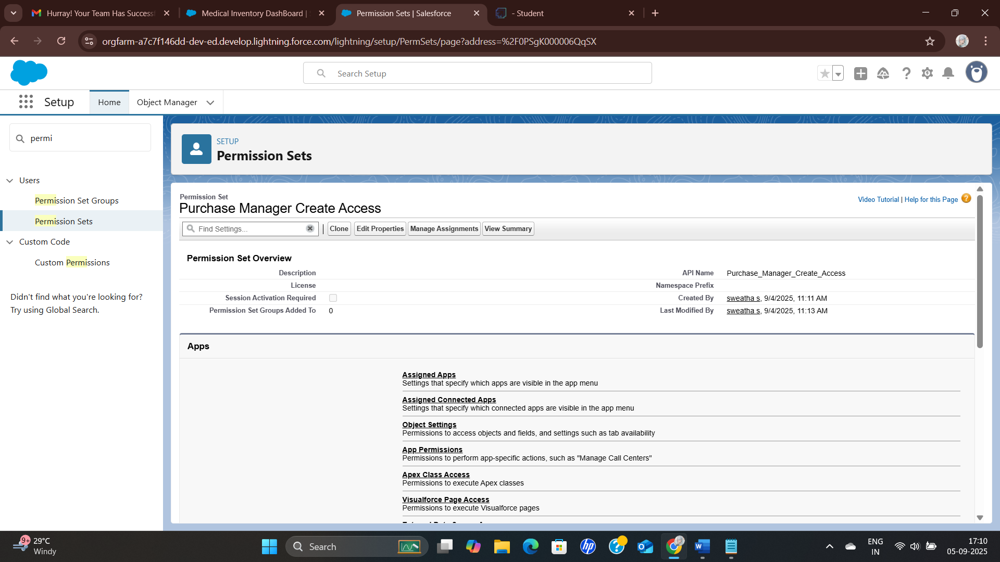 Hurray! Your Team Has Success
Medical Inventory DashBoard |
Permission Sets | Salesforce
- Student
orgfarm-a7c7f146dd-dev-ed.develop.lightning.force.com/lightning/setup/PermSets/page?address=%2F0PSgK000006QqSX
Search Setup
Setup
Home
Object Manager
permi
Users
Permission Set Groups
Permission Sets
Custom Code
Custom Permissions
Didn't find what you're looking for?
Try using Global Search.
SETUP
Permission Sets
Permission Set
Purchase Manager Create Access
Video Tutorial | Help for this Page
Find Settings...
Clone
Edit Properties
Manage Assignments
View Summary
Permission Set Overview
Description
API Name Purchase_Manager_Create_Access
License
Namespace Prefix
Session Activation Required
Created By sweatha s, 9/4/2025, 11:11 AM
Permission Set Groups Added To 0
Last Modified By sweatha s, 9/4/2025, 11:13 AM
Apps
Assigned Apps
Settings that specify which apps are visible in the app menu
Assigned Connected Apps
Settings that specify which connected apps are visible in the app menu
Object Settings
Permissions to access objects and fields, and settings such as tab availability
App Permissions
Permissions to perform app-specific actions, such as "Manage Call Centers"
Apex Class Access
Permissions to execute Apex classes
Visualforce Page Access
Permissions to execute Visualforce pages
9+
29°C
Windy
Search
ENG
IN
17:10
05-09-2025